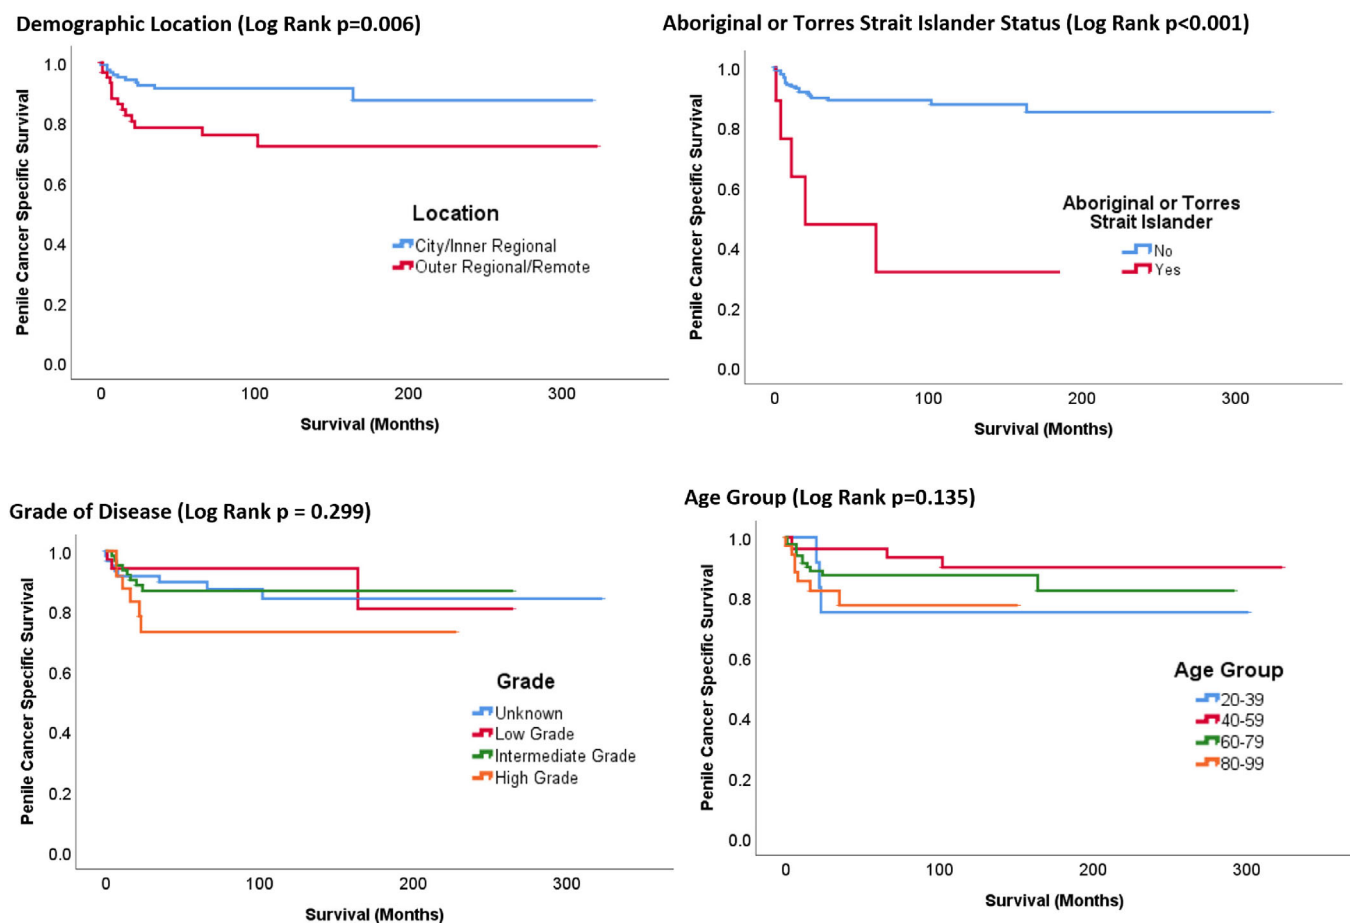 Demographic Location (Log Rank p=0.006)
Penile Cancer Specific Survival
1.0
0.8
0.6
0.4
0.2
0.0
Location
City/Inner Regional
Outer Regional/Remote
0 100 200 300
Survival (Months)
Aboriginal or Torres Strait Islander Status (Log Rank p<0.001)
Penile Cancer Specific Survival
1.0
0.8
0.6
0.4
0.2
0.0
Aboriginal or Torres
Strait Islander
No
Yes
0 100 200 300
Survival (Months)
Grade of Disease (Log Rank p = 0.299)
Penile Cancer Specific Survival
1.0
0.8
0.6
0.4
0.2
0.0
Grade
Unknown
Low Grade
Intermediate Grade
High Grade
0 100 200 300
Survival (Months)
Age Group (Log Rank p=0.135)
Penile Cancer Specific Survival
1.0
0.8
0.6
0.4
0.2
0.0
Age Group
20-39
40-59
60-79
80-99
0 100 200 300
Survival (Months)